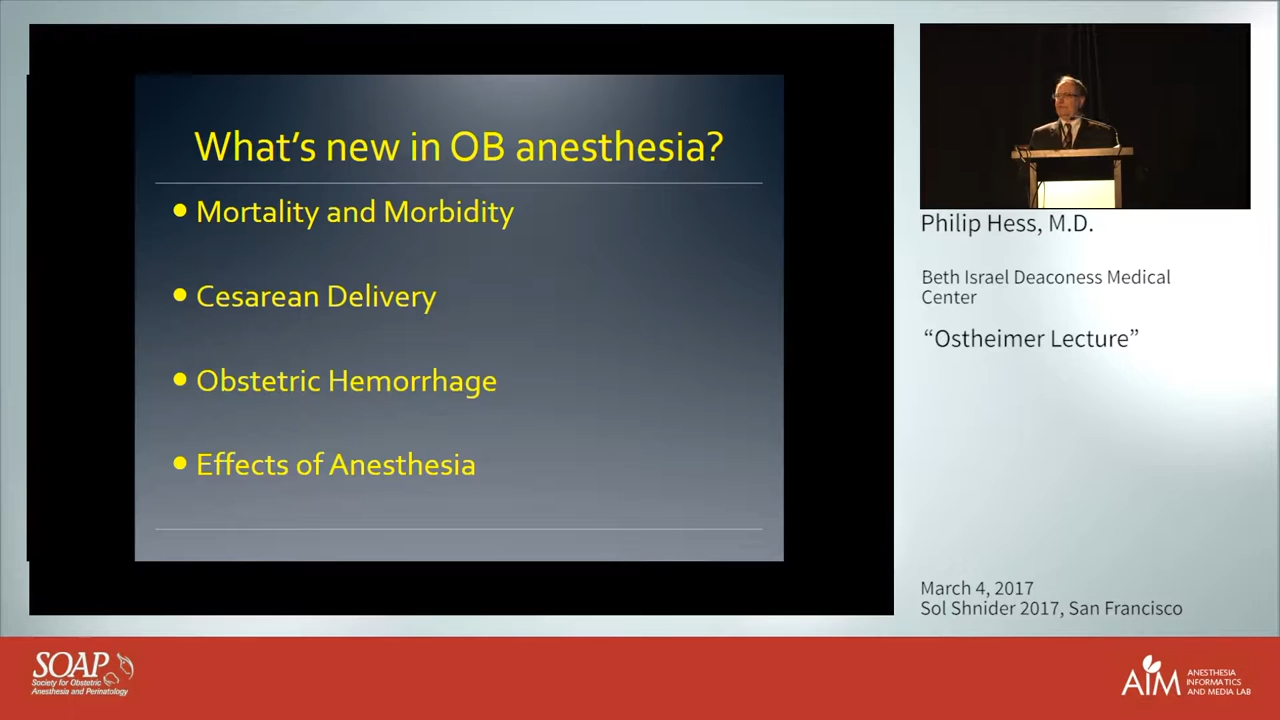 What's new in OB anesthesia?
• Mortality and Morbidity
• Cesarean Delivery
• Obstetric Hemorrhage
• Effects of Anesthesia
Philip Hess, M.D.
Beth Israel Deaconess Medical
Center
“Ostheimer Lecture”
March 4, 2017
Sol Shnider 2017, San Francisco
SOAP
Society for Obstetric
Anesthesia and Perinatology
AIM
ANESTHESIA
INFORMATICS
AND MEDIA LAB